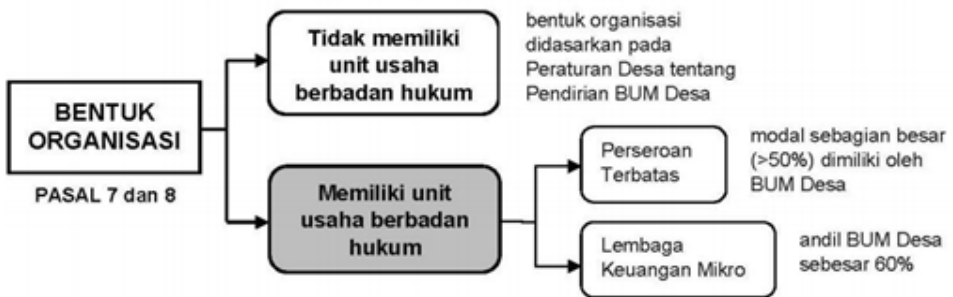 BENTUK
ORGANISASI
PASAL 7 dan 8
Tidak memiliki
unit usaha
berbadan hukum
bentuk organisasi
didasarkan pada
Peraturan Desa tentang
Pendirian BUM Desa
Memiliki unit
usaha berbadan
hukum
Perseroan
Terbatas
modal sebagian besar
(>50%) dimiliki oleh
BUM Desa
Lembaga
Keuangan Mikro
andil BUM Desa
sebesar 60%